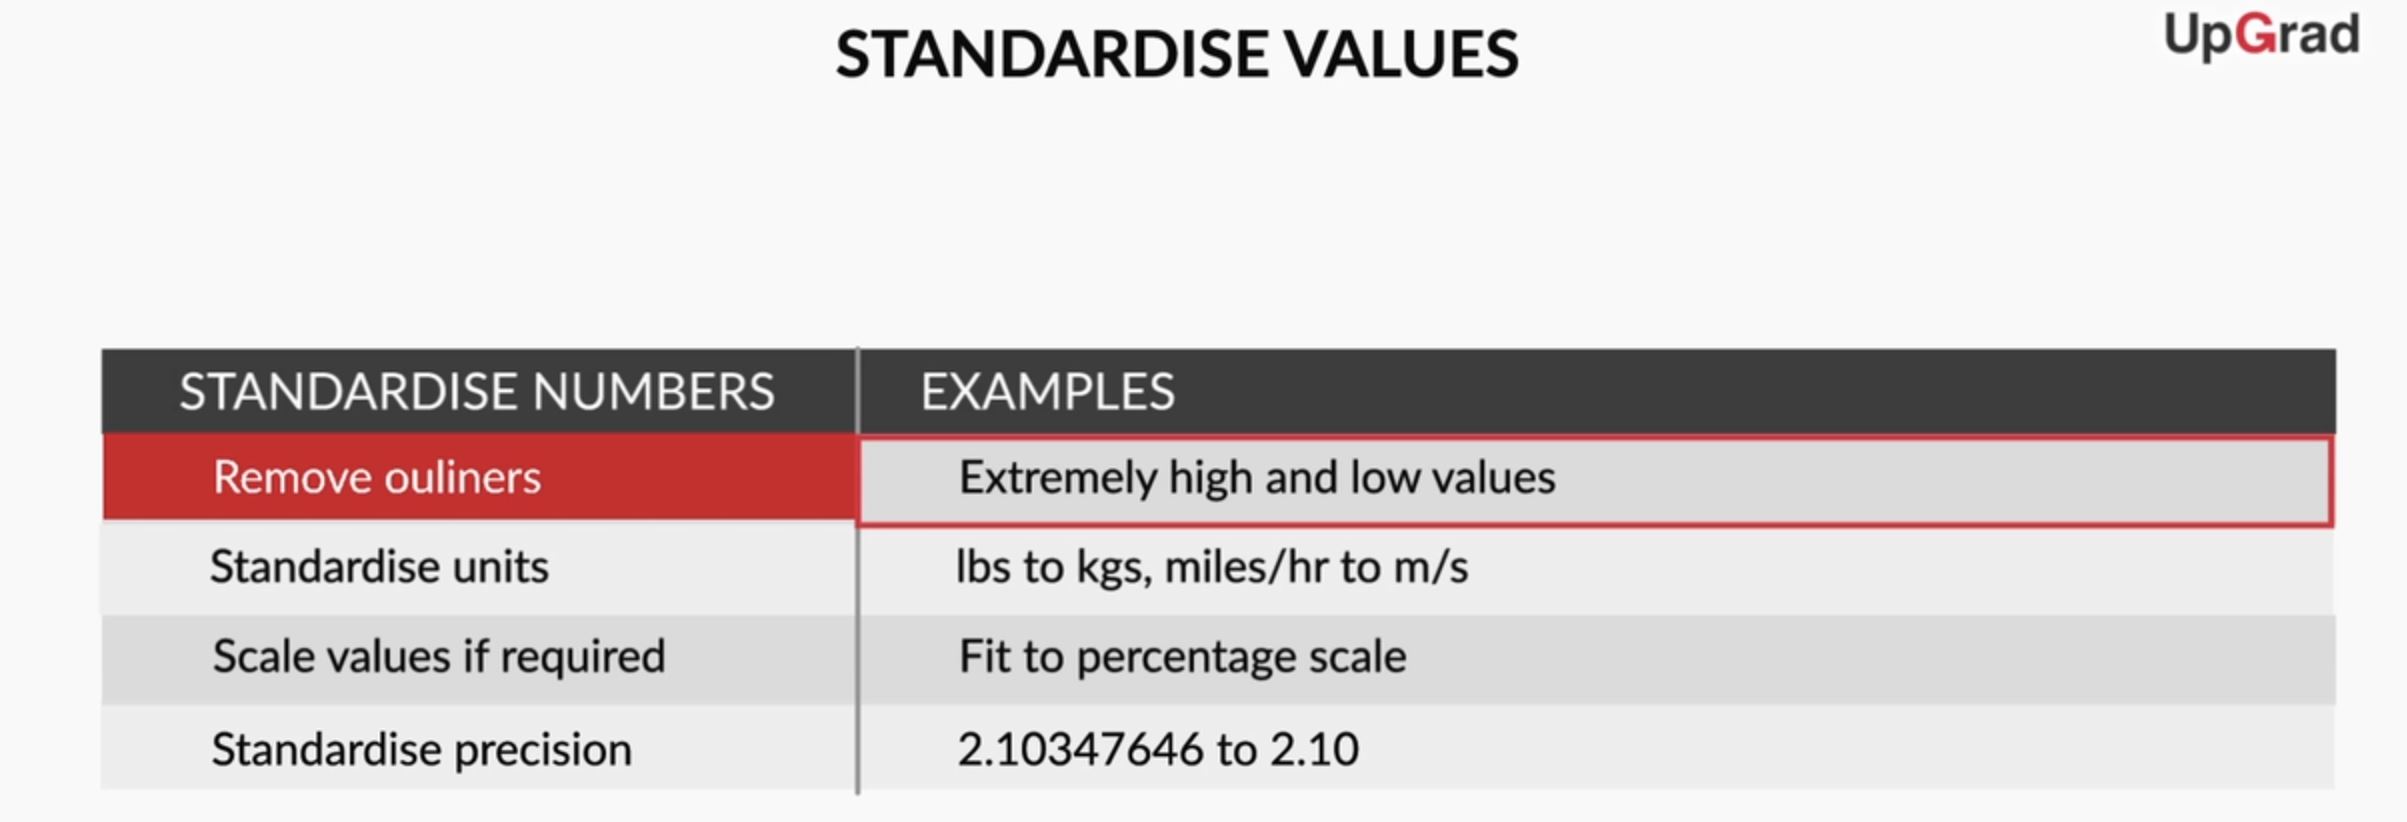 STANDARDISE VALUES
UpGrad
STANDARDISE NUMBERS EXAMPLES
Remove ouliners Extremely high and low values
Standardise units lbs to kgs, miles/hr to m/s
Scale values if required Fit to percentage scale
Standardise precision 2.10347646 to 2.10